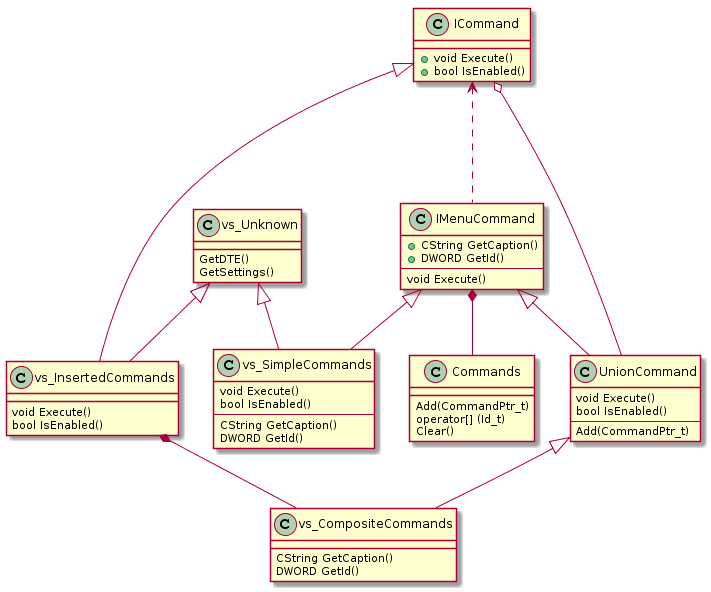 C ICommand
void Execute()
bool IsEnabled()
C vs_Unknown
GetDTE()
GetSettings()
C IMenuCommand
CString GetCaption()
DWORD GetId()
void Execute()
C vs_InsertedCommands
void Execute()
bool IsEnabled()
C vs_SimpleCommands
void Execute()
bool IsEnabled()
CString GetCaption()
DWORD GetId()
C Commands
Add(CommandPtr_t)
operator[] (Id_t)
Clear()
C UnionCommand
void Execute()
bool IsEnabled()
Add(CommandPtr_t)
C vs_CompositeCommands
CString GetCaption()
DWORD GetId()